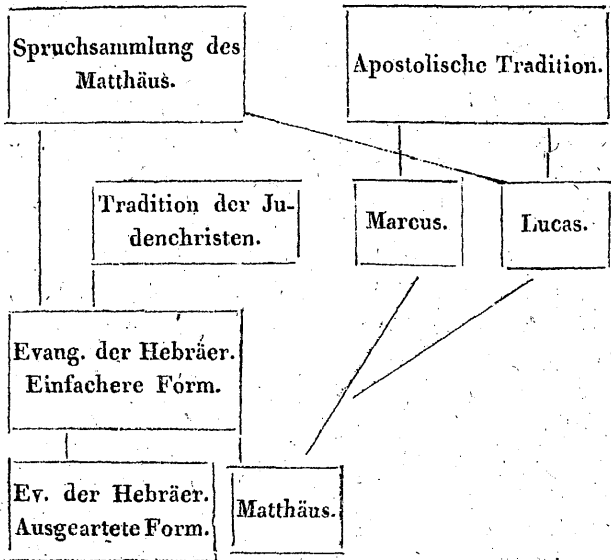 Spruchsammlung des
Matthäus.
Apostolische Tradition.
Tradition der Ju-
denchristen.
Marcus.
Lucas.
Evang. der Hebräer.
Einfachere Form.
Ev. der Hebräer.
Ausgeartete Form.
Matthäus.